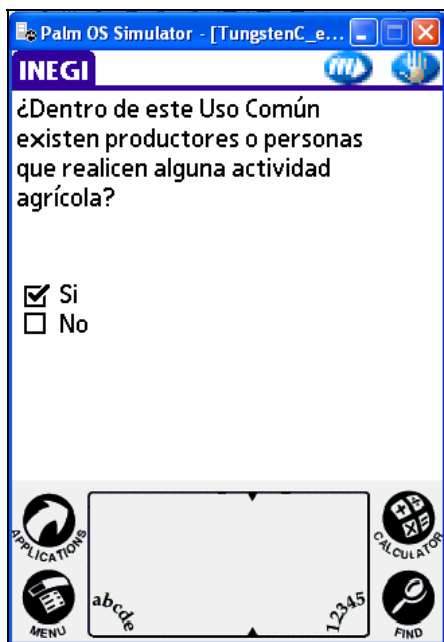 Palm OS Simulator - [TungstenC_e...
INEGI
¿Dentro de este Uso Común
existen productores o personas
que realicen alguna actividad
agrícola?
Si
No
APPLICATIONS
CALCULATOR
MENU
abcde
12345
FIND